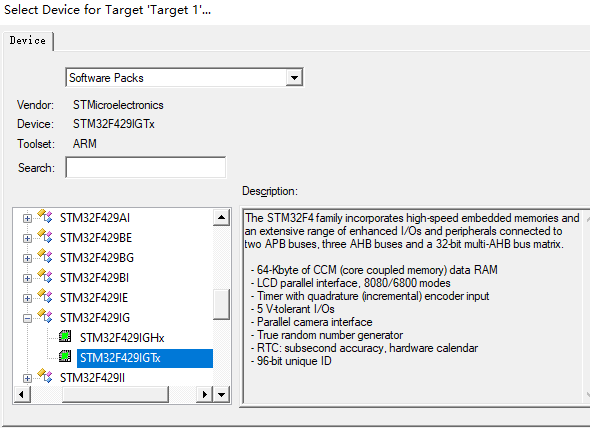 Select Device for Target 'Target 1'...
Device
Software Packs
Vendor: STMicroelectronics
Device: STM32F429IGTx
Toolset: ARM
Search:
Description:
STM32F429AI
STM32F429BE
STM32F429BG
STM32F429BI
STM32F429IE
STM32F429IG
STM32F429IGHx
STM32F429IGTx
STM32F429II
The STM32F4 family incorporates high-speed embedded memories and
an extensive range of enhanced I/Os and peripherals connected to
two APB buses, three AHB buses and a 32-bit multi-AHB bus matrix.
- 64-Kbyte of CCM (core coupled memory) data RAM
- LCD parallel interface, 8080/6800 modes
- Timer with quadrature (incremental) encoder input
- 5 V-tolerant I/Os
- Parallel camera interface
- True random number generator
- RTC: subsecond accuracy, hardware calendar
- 96-bit unique ID